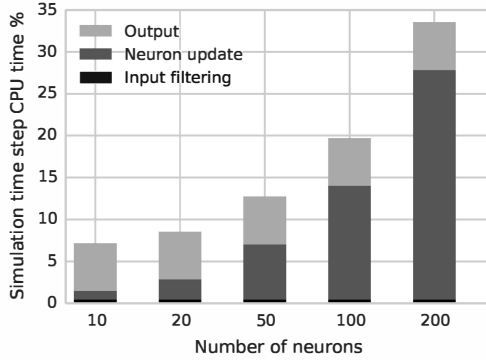 Simulation time step CPU time %
35
30
25
20
15
10
5
0
Output
Neuron update
Input filtering
10 20 50 100 200
Number of neurons